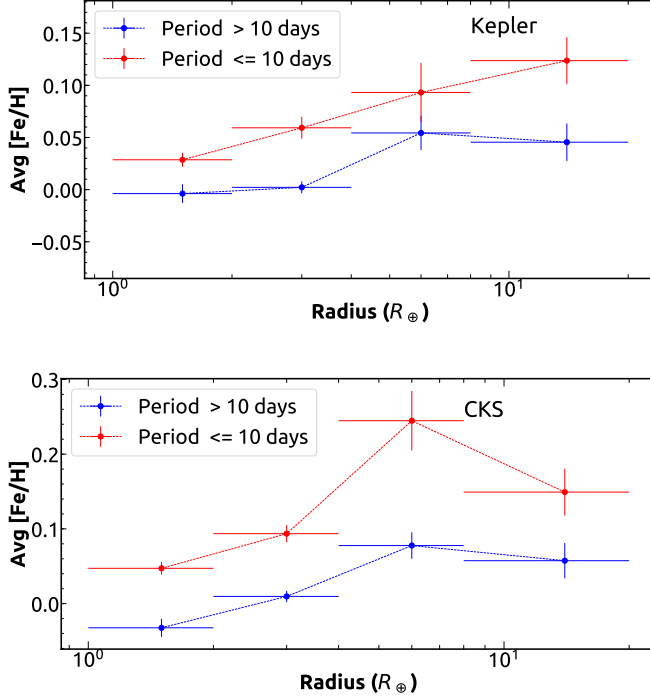 Kepler
Period > 10 days
Period <= 10 days
0.15
0.10
0.05
0.00
−0.05
Avg [Fe/H]
10⁰
10¹
Radius (R⊕)
CKS
Period > 10 days
Period <= 10 days
0.3
0.2
0.1
0.0
Avg [Fe/H]
10⁰
10¹
Radius (R⊕)